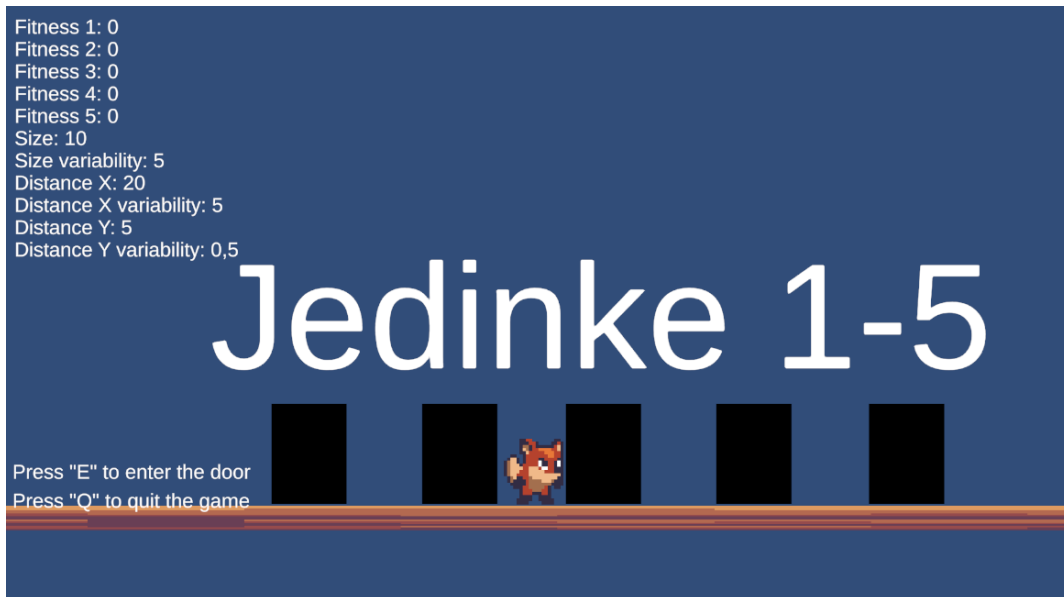 Fitness 1: 0
Fitness 2: 0
Fitness 3: 0
Fitness 4: 0
Fitness 5: 0
Size: 10
Size variability: 5
Distance X: 20
Distance X variability: 5
Distance Y: 5
Distance Y variability: 0,5
Jedinke 1-5
Press "E" to enter the door
Press "Q" to quit the game